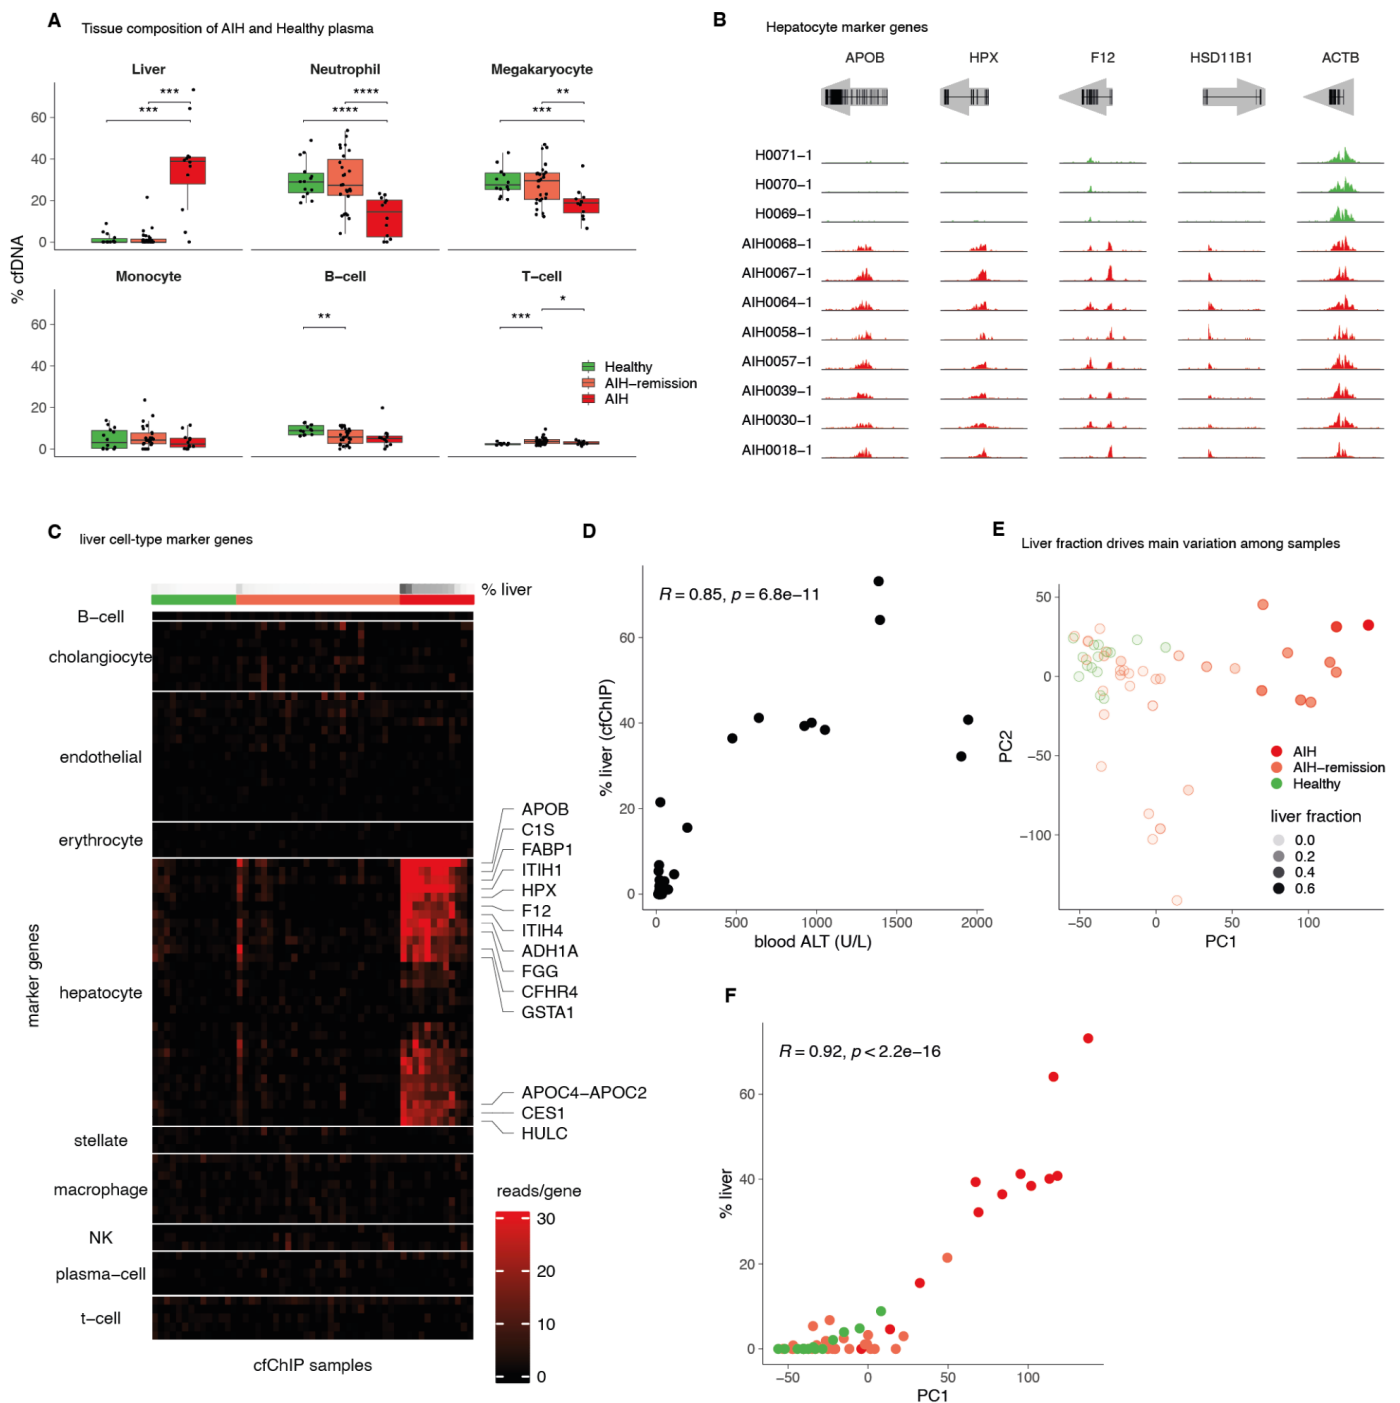 A
Tissue composition of AIH and Healthy plasma
Liver
Neutrophil
Megakaryocyte
***
***
****
****
**
***
60
40
20
0
Monocyte
B-cell
T-cell
**
***
*
60
40
20
0
% cfDNA
Healthy
AIH-remission
AIH
B
Hepatocyte marker genes
APOB
HPX
F12
HSD11B1
ACTB
H0071-1
H0070-1
H0069-1
AIH0068-1
AIH0067-1
AIH0064-1
AIH0058-1
AIH0057-1
AIH0039-1
AIH0030-1
AIH0018-1
C
liver cell-type marker genes
% liver
B-cell
cholangiocyte
endothelial
erythrocyte
hepatocyte
stellate
macrophage
NK
plasma-cell
t-cell
marker genes
cfChIP samples
APOB
C1S
FABP1
ITIH1
HPX
F12
ITIH4
ADH1A
FGG
CFHR4
GSTA1
APOC4-APOC2
CES1
HULC
reads/gene
30
20
10
0
D
R = 0.85, p = 6.8e-11
% liver (cfChIP)
60
40
20
0
0 500 1000 1500 2000
blood ALT (U/L)
E
Liver fraction drives main variation among samples
PC2
50
0
-50
-100
-50 0 50 100
PC1
AIH
AIH-remission
Healthy
liver fraction
0.0
0.2
0.4
0.6
F
R = 0.92, p < 2.2e-16
% liver
60
40
20
0
-50 0 50 100
PC1